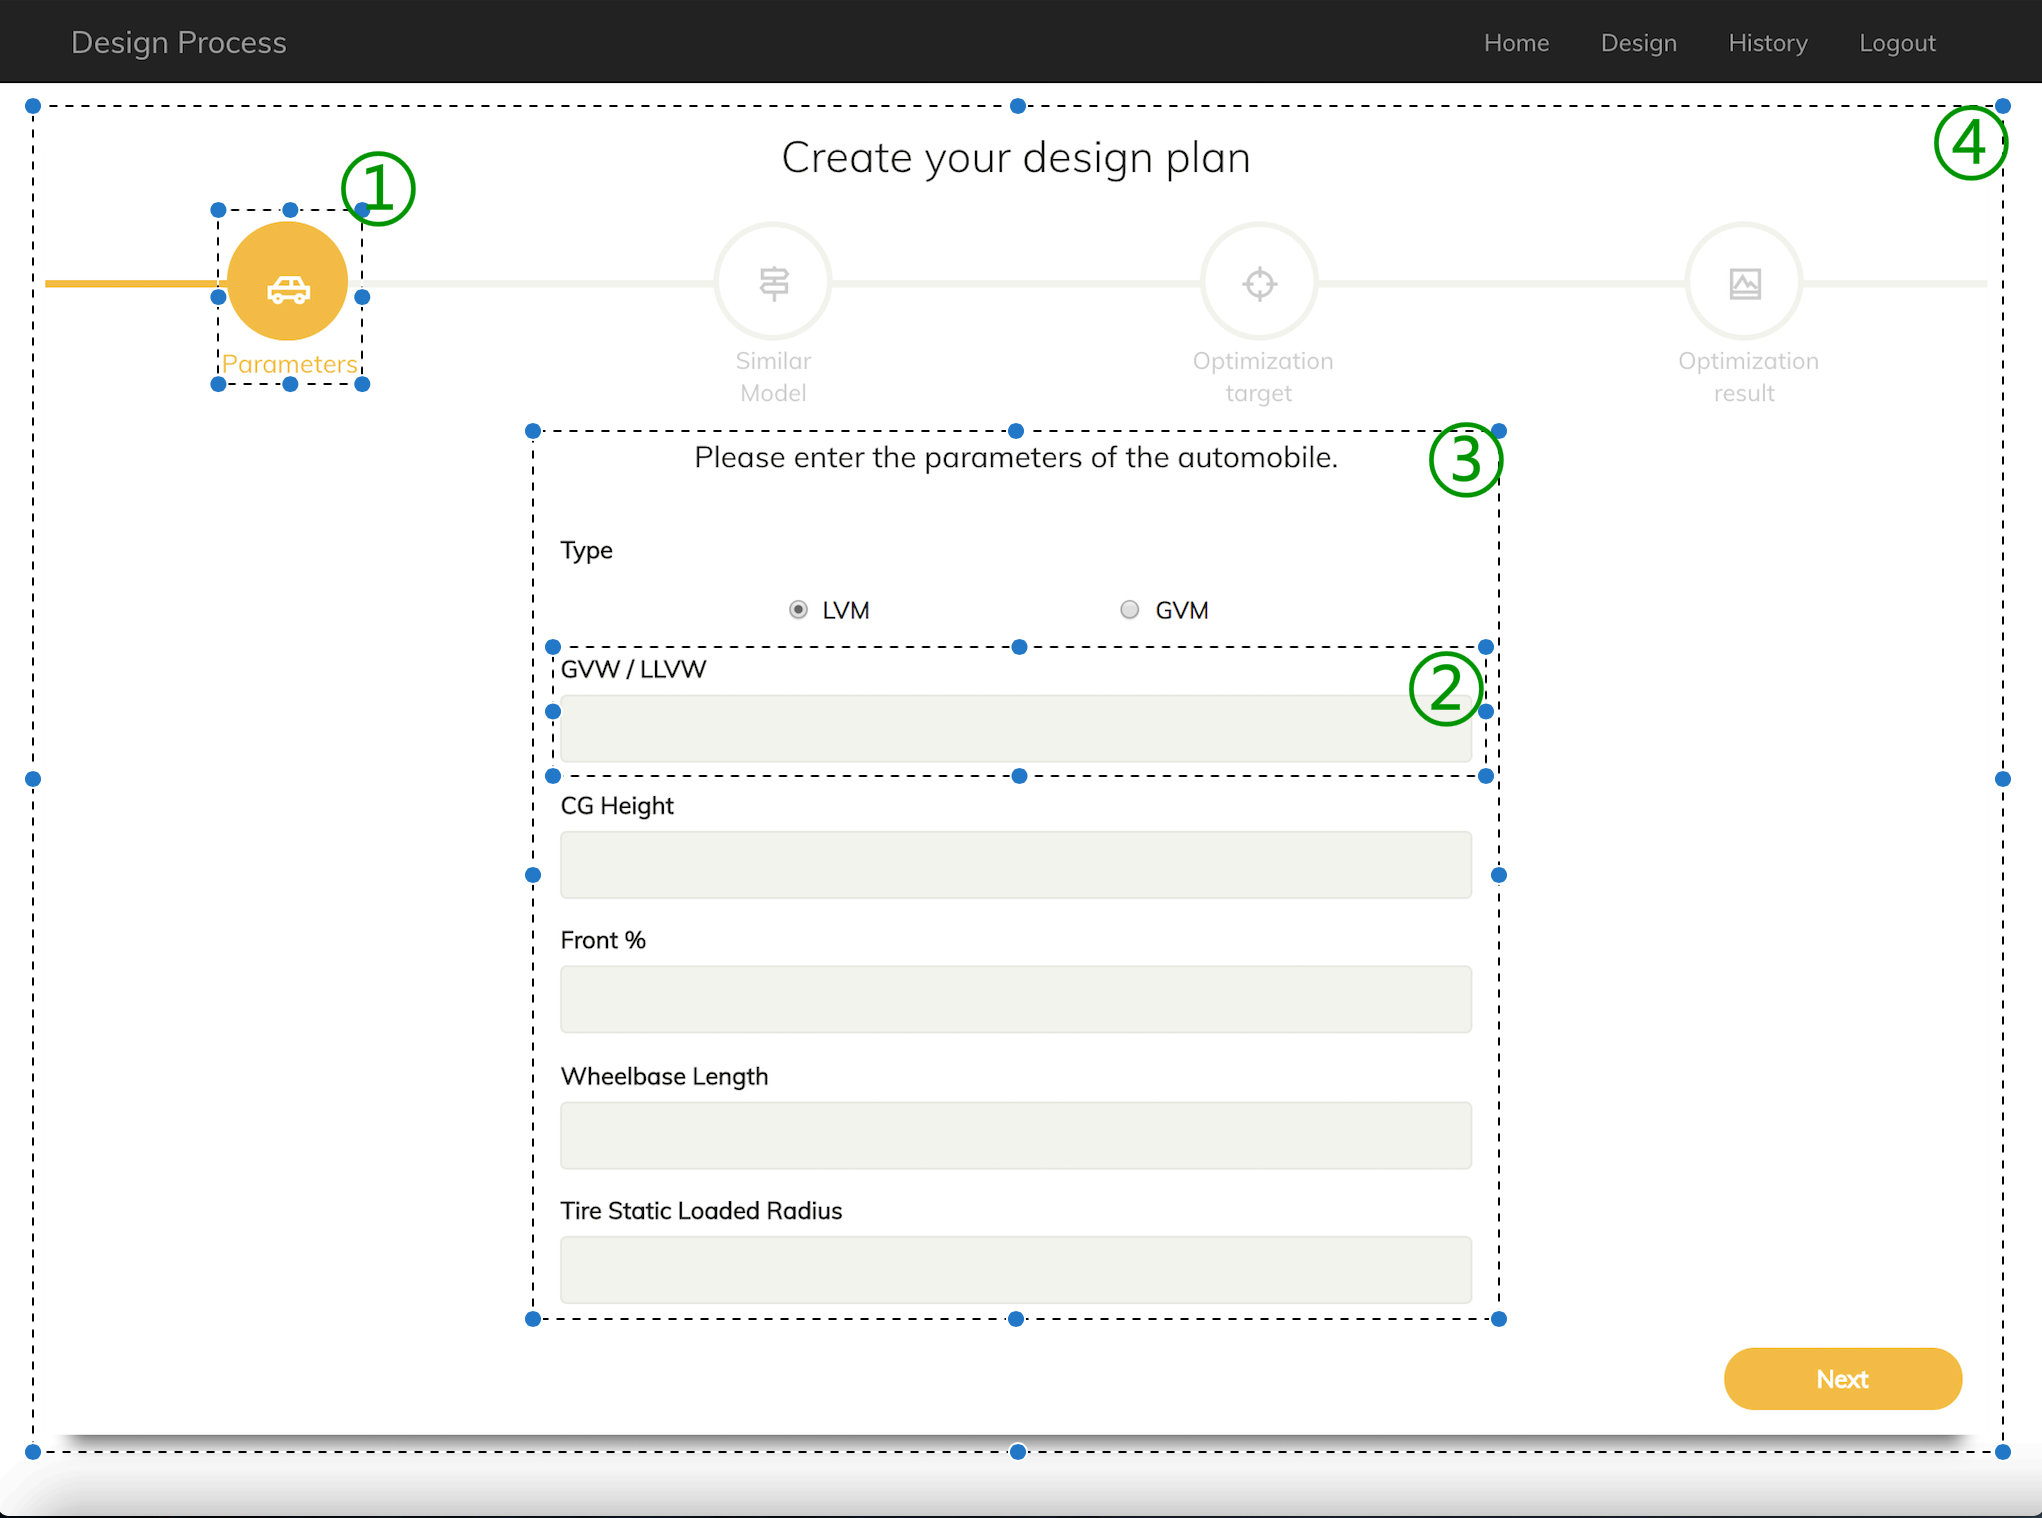 Design Process
Home Design History Logout
Create your design plan
①
④
Parameters
Similar
Model
Optimization
target
Optimization
result
Please enter the parameters of the automobile.
③
Type
LVM GVM
GVW / LLVW
②
CG Height
Front %
Wheelbase Length
Tire Static Loaded Radius
Next